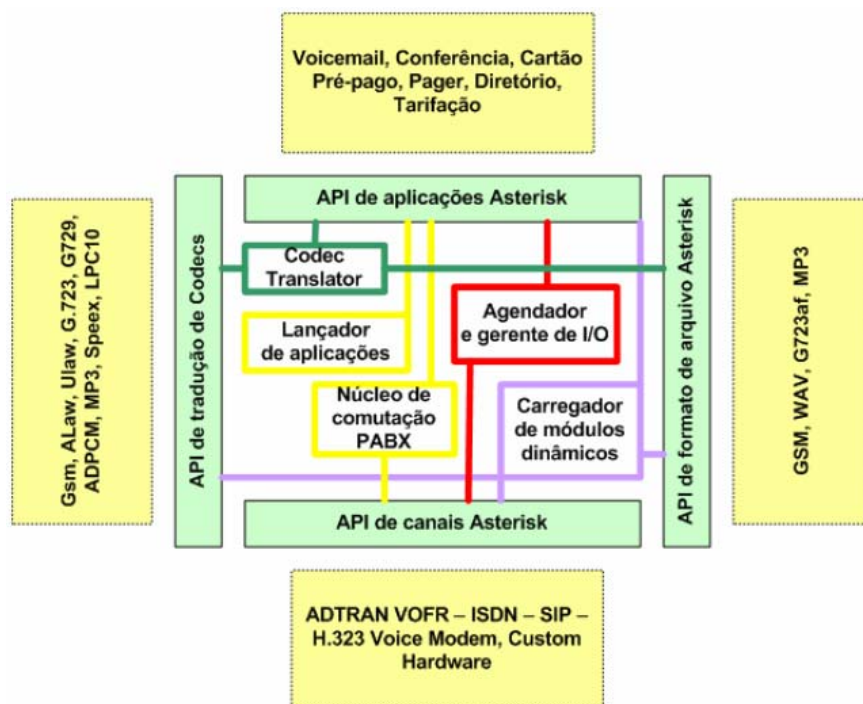 Voicemail, Conferência, Cartão
Pré-pago, Pager, Diretório,
Tarifação
API de aplicações Asterisk
Gsm, ALaw, Ulaw, G.723, G729,
ADPCM, MP3, Speex, LPC10
API de tradução de Codecs
Codec
Translator
Lançador
de aplicações
Agendador
e gerente de I/O
Núcleo de
comutação
PABX
Carregador
de módulos
dinâmicos
API de formato de arquivo Asterisk
GSM, WAV, G723af, MP3
API de canais Asterisk
ADTRAN VOFR – ISDN – SIP –
H.323 Voice Modem, Custom
Hardware